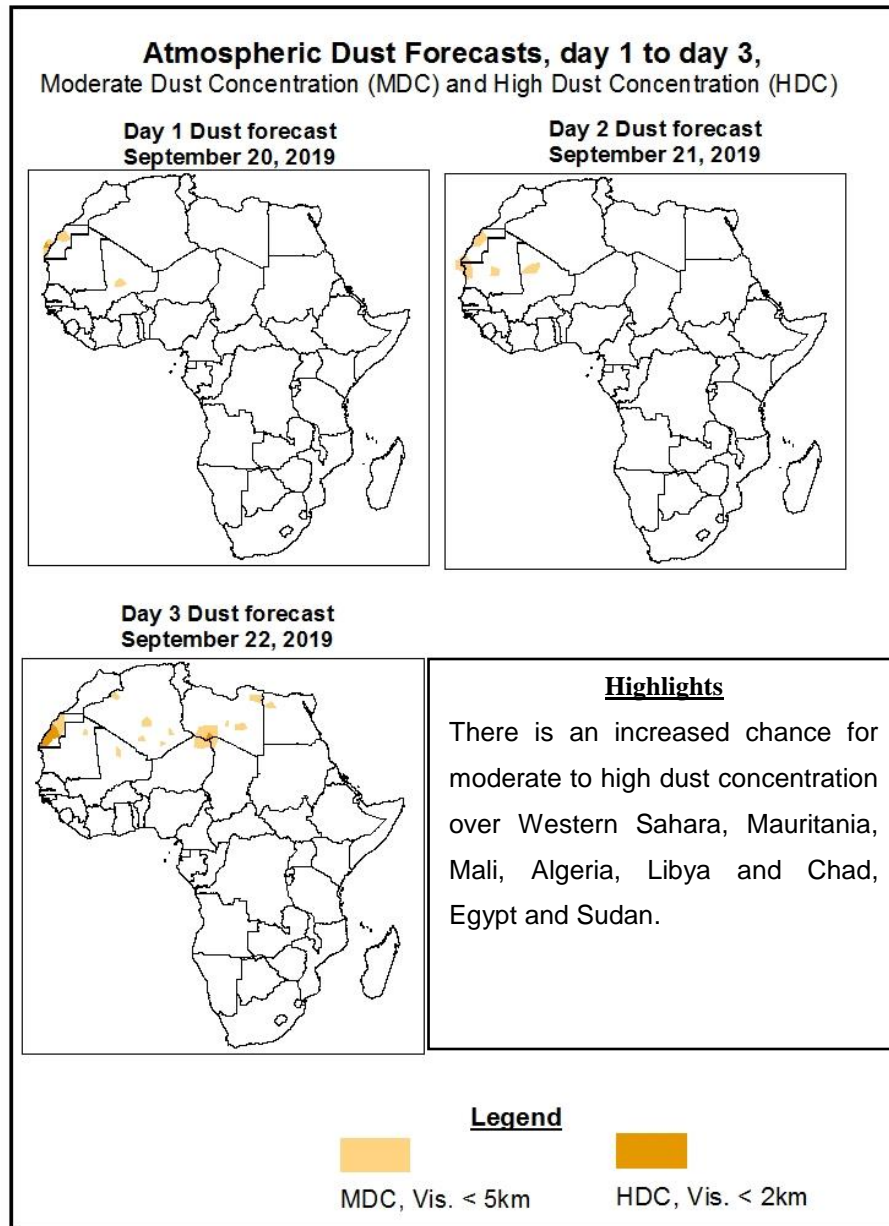 Atmospheric Dust Forecasts, day 1 to day 3,
Moderate Dust Concentration (MDC) and High Dust Concentration (HDC)
Day 1 Dust forecast
September 20, 2019
Day 2 Dust forecast
September 21, 2019
Day 3 Dust forecast
September 22, 2019
Highlights
There is an increased chance for
moderate to high dust concentration
over Western Sahara, Mauritania,
Mali, Algeria, Libya and Chad,
Egypt and Sudan.
Legend
MDC, Vis. < 5km
HDC, Vis. < 2km